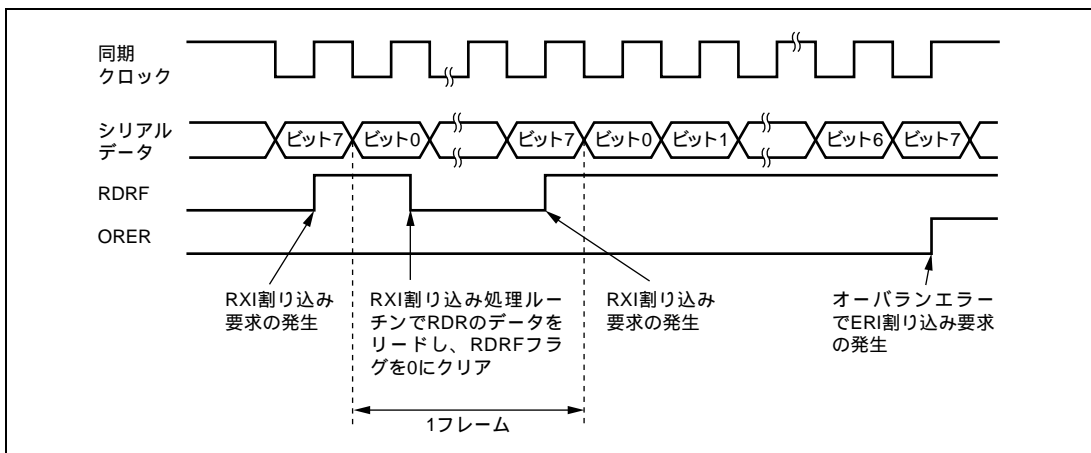 同期
クロック
シリアル
データ
ビット7
ビット0
ビット7
ビット0
ビット1
ビット6
ビット7
RDRF
ORER
RXI割り込み
要求の発生
RXI割り込み処理ルー
チンでRDRのデータを
リードし、RDRFフラ
グを0にクリア
RXI割り込み
要求の発生
オーバランエラー
でERI割り込み要求
の発生
1フレーム